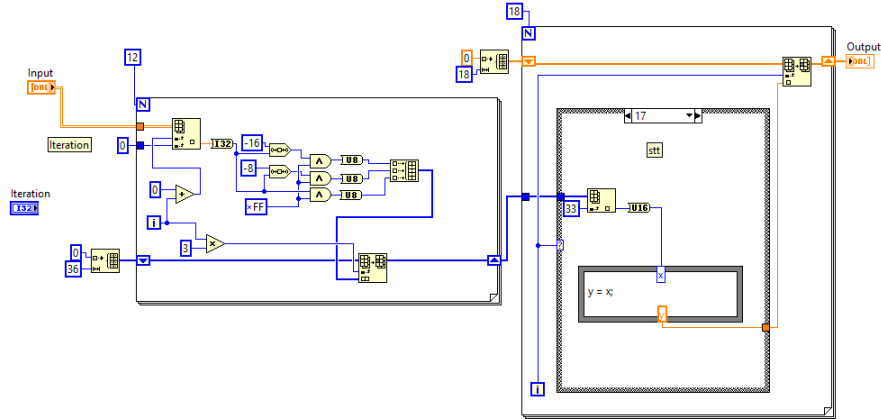 18
N
Output
DBL
0
18
12
Input
DBL
N
17
stt
Iteration
0
I32
-16
-8
U8
U8
U8
xFF
Iteration
I32
0
+
i
3
x
33
U16
x
y = x;
y
0
36
i